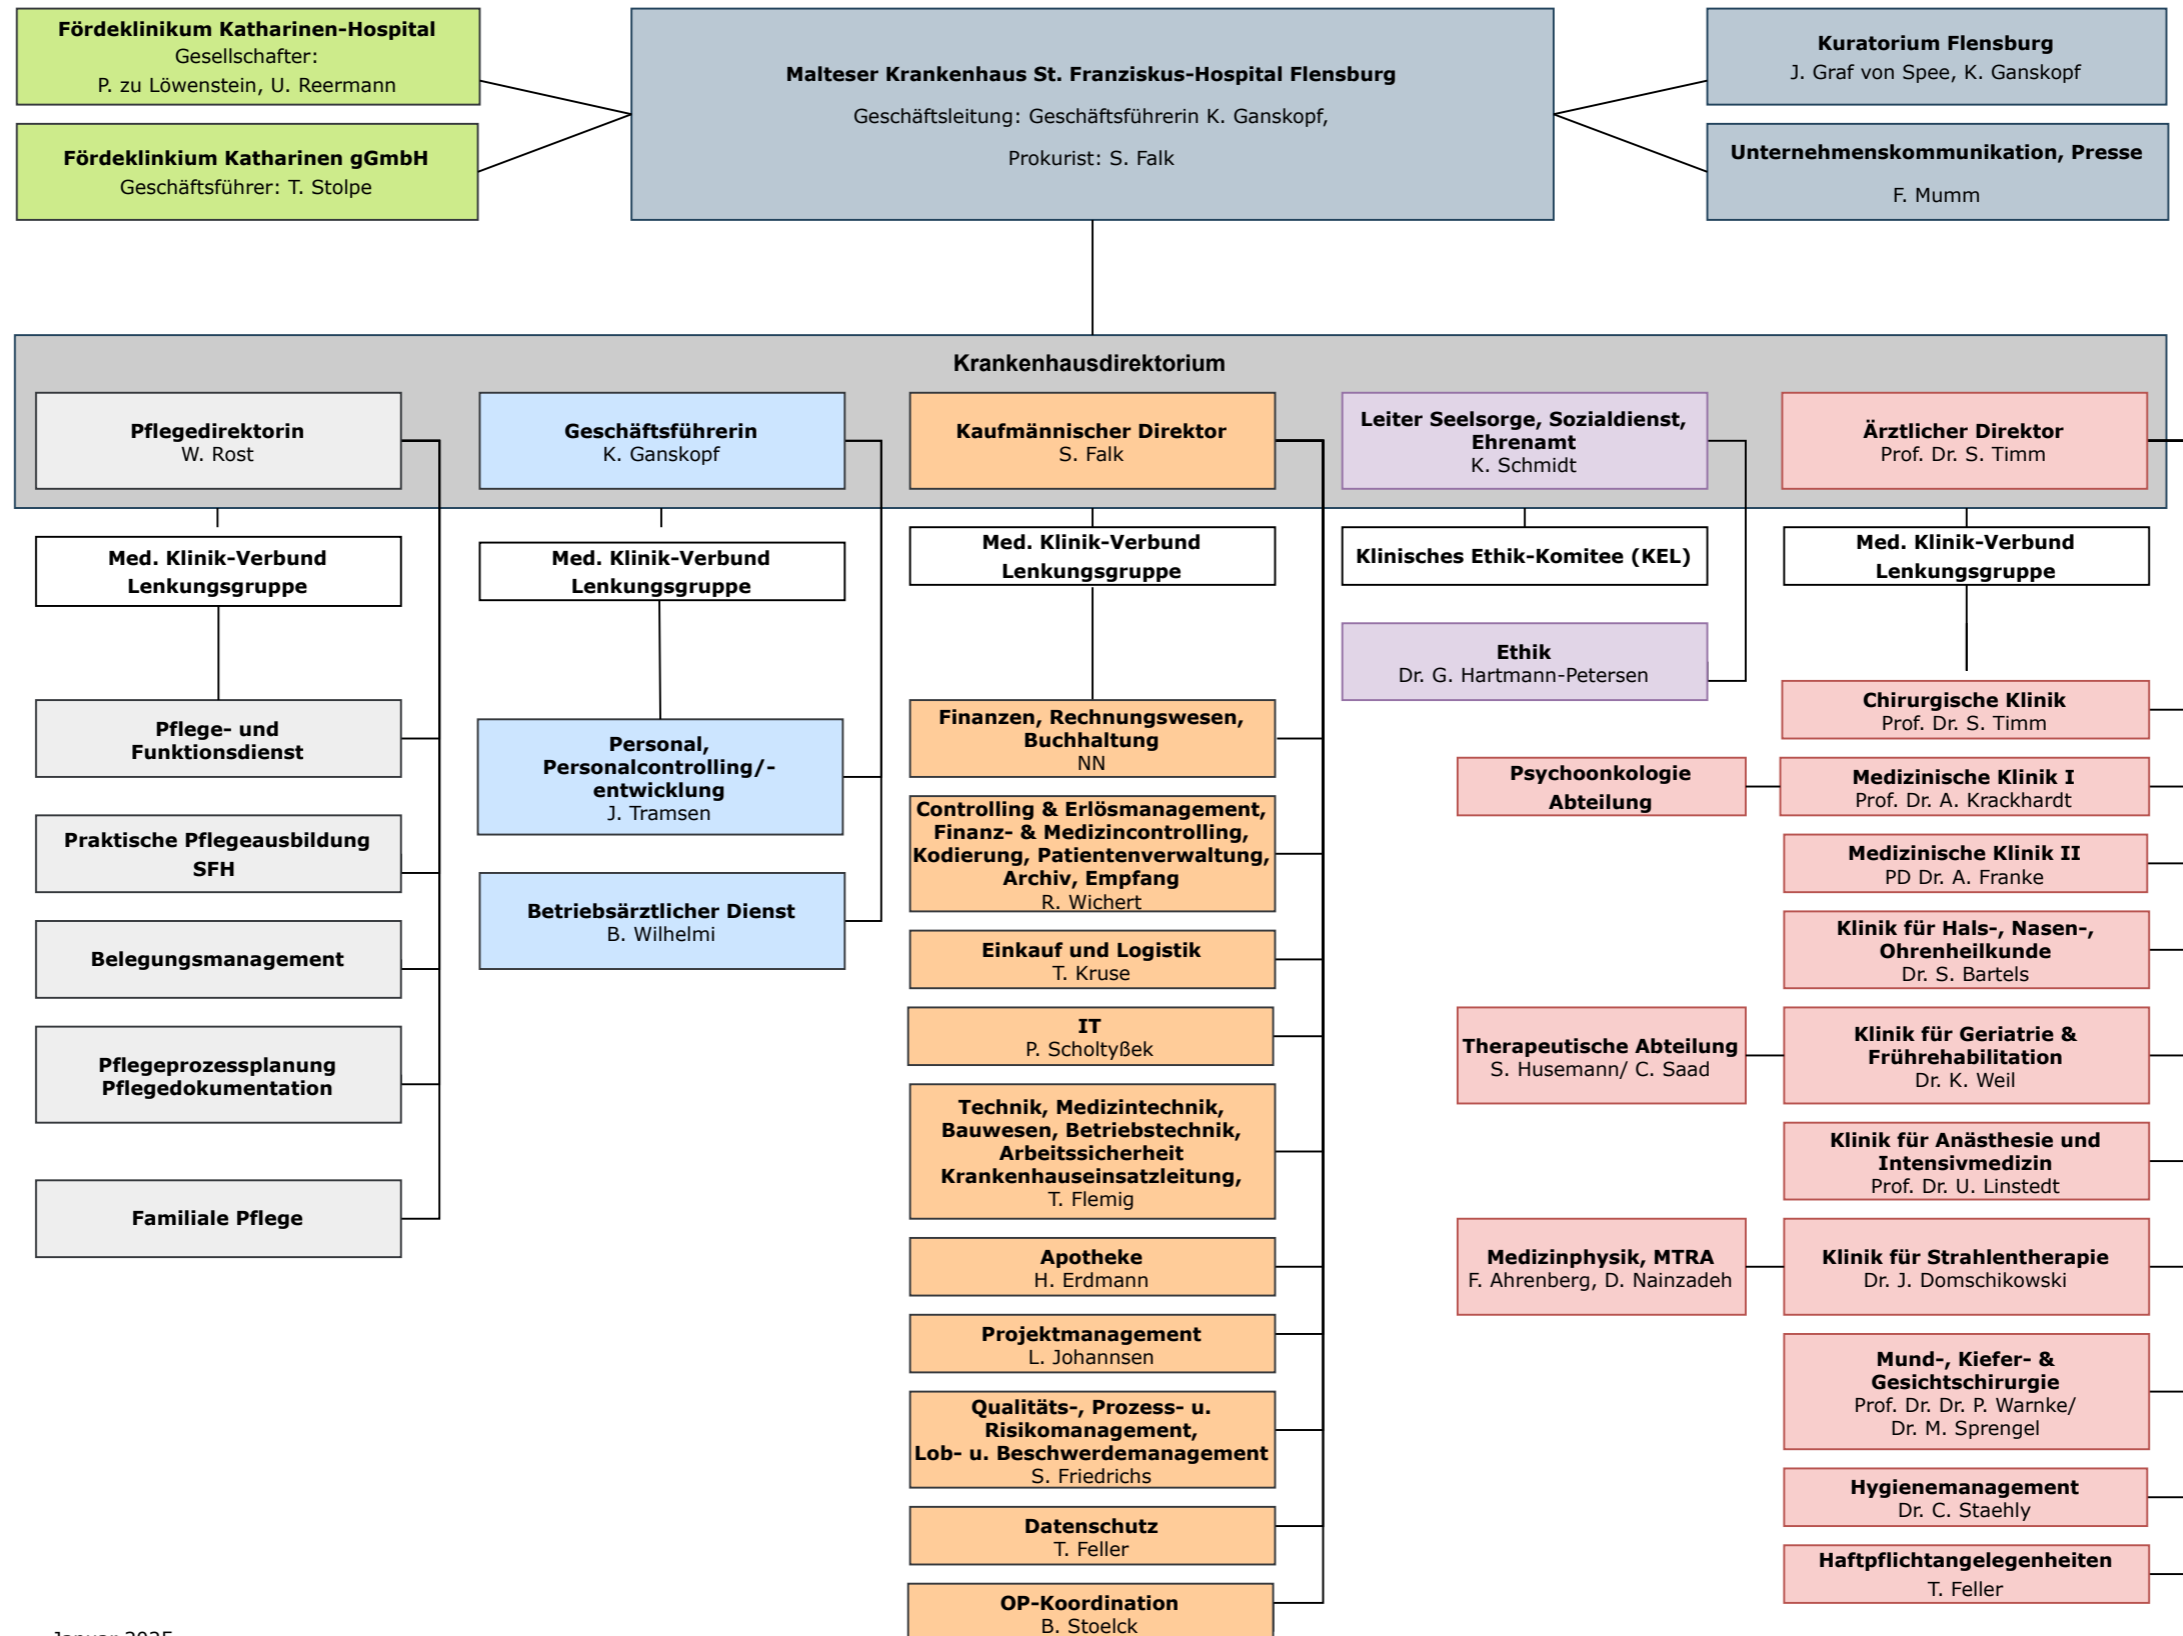 Fördeklinikum Katharinen-Hospital
Gesellschafter:
P. zu Löwenstein, U. Reermann
Fördeklinkium Katharinen gGmbH
Geschäftsführer: T. Stolpe
Malteser Krankenhaus St. Franziskus-Hospital Flensburg
Geschäftsleitung: Geschäftsführerin K. Ganskopf,
Prokurist: S. Falk
Kuratorium Flensburg
J. Graf von Spee, K. Ganskopf
Unternehmenskommunikation, Presse
F. Mumm
Krankenhausdirektorium
Pflegedirektorin
W. Rost
Geschäftsführerin
K. Ganskopf
Kaufmännischer Direktor
S. Falk
Leiter Seelsorge, Sozialdienst,
Ehrenamt
K. Schmidt
Ärztlicher Direktor
Prof. Dr. S. Timm
Med. Klinik-Verbund
Lenkungsgruppe
Med. Klinik-Verbund
Lenkungsgruppe
Med. Klinik-Verbund
Lenkungsgruppe
Klinisches Ethik-Komitee (KEL)
Med. Klinik-Verbund
Lenkungsgruppe
Pflege- und
Funktionsdienst
Praktische Pflegeausbildung
SFH
Belegungsmanagement
Pflegeprozessplanung
Pflegedokumentation
Familiale Pflege
Personal,
Personalcontrolling/-
entwicklung
J. Tramsen
Betriebsärztlicher Dienst
B. Wilhelmi
Finanzen, Rechnungswesen,
Buchhaltung
NN
Controlling & Erlösmanagement,
Finanz- & Medizincontrolling,
Kodierung, Patientenverwaltung,
Archiv, Empfang
R. Wichert
Einkauf und Logistik
T. Kruse
IT
P. Scholtyßek
Technik, Medizintechnik,
Bauwesen, Betriebstechnik,
Arbeitssicherheit
Krankenhauseinsatzleitung,
T. Flemig
Apotheke
H. Erdmann
Projektmanagement
L. Johannsen
Qualitäts-, Prozess- u.
Risikomanagement,
Lob- u. Beschwerdemanagement
S. Friedrichs
Datenschutz
T. Feller
OP-Koordination
B. Stoelck
Ethik
Dr. G. Hartmann-Petersen
Psychoonkologie
Abteilung
Therapeutische Abteilung
S. Husemann/ C. Saad
Medizinphysik, MTRA
F. Ahrenberg, D. Nainzadeh
Chirurgische Klinik
Prof. Dr. S. Timm
Medizinische Klinik I
Prof. Dr. A. Krackhardt
Medizinische Klinik II
PD Dr. A. Franke
Klinik für Hals-, Nasen-,
Ohrenheilkunde
Dr. S. Bartels
Klinik für Geriatrie &
Frührehabilitation
Dr. K. Weil
Klinik für Anästhesie und
Intensivmedizin
Prof. Dr. U. Linstedt
Klinik für Strahlentherapie
Dr. J. Domschikowski
Mund-, Kiefer- &
Gesichtschirurgie
Prof. Dr. Dr. P. Warnke/
Dr. M. Sprengel
Hygienemanagement
Dr. C. Staehly
Haftpflichtangelegenheiten
T. Feller
Januar 2025